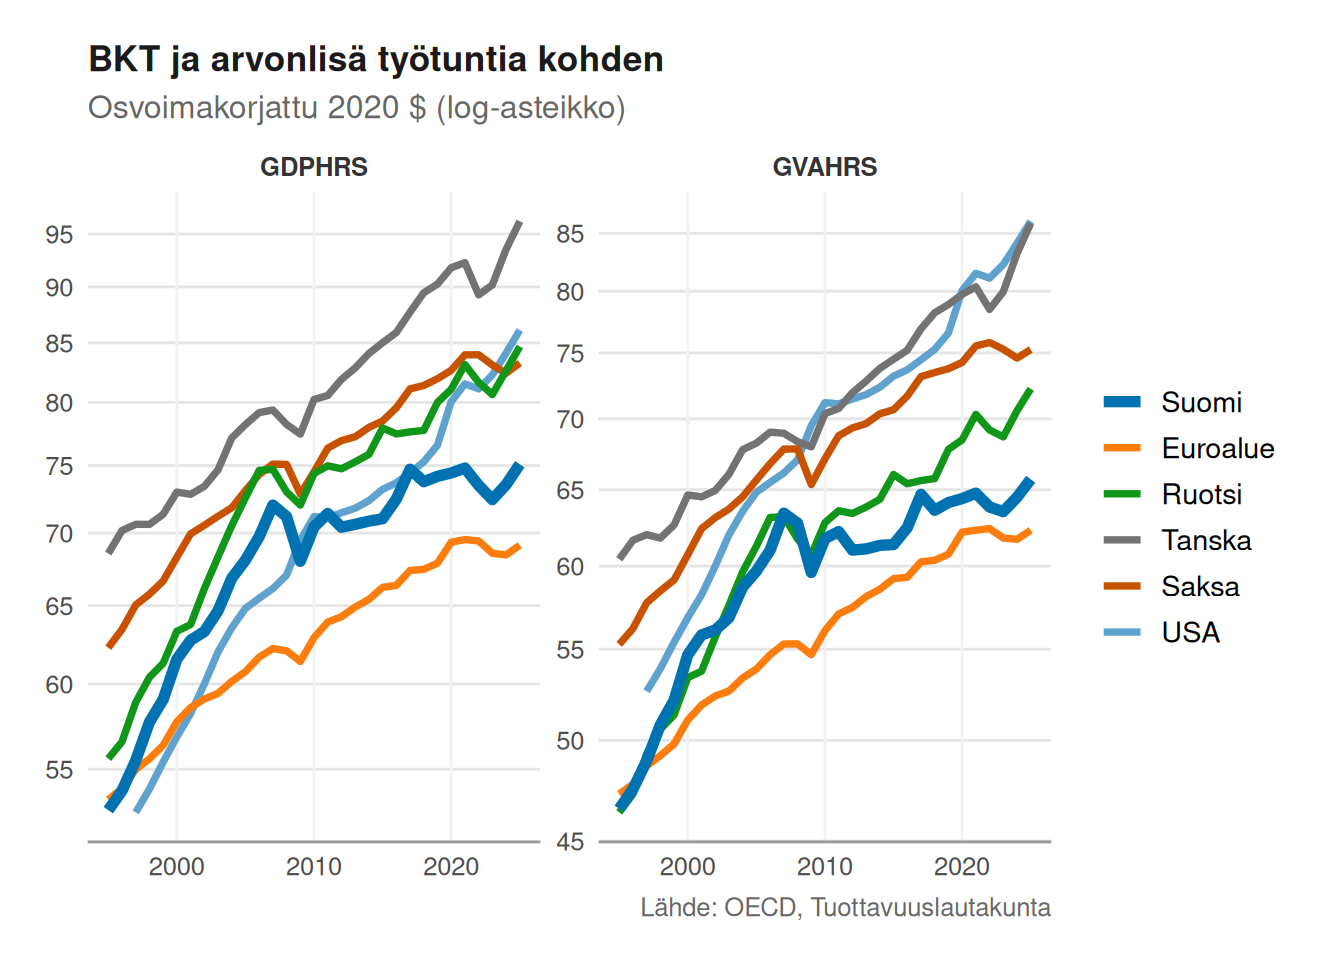 BKT ja arvonlisä työtuntia kohden
Osvoimakorjattu 2020 $ (log-asteikko)
GDPHRS
GVAHRS
95
90
85
80
75
70
65
60
55
85
80
75
70
65
60
55
50
45
2000 2010 2020
2000 2010 2020
Suomi
Euroalue
Ruotsi
Tanska
Saksa
USA
Lähde: OECD, Tuottavuuslautakunta